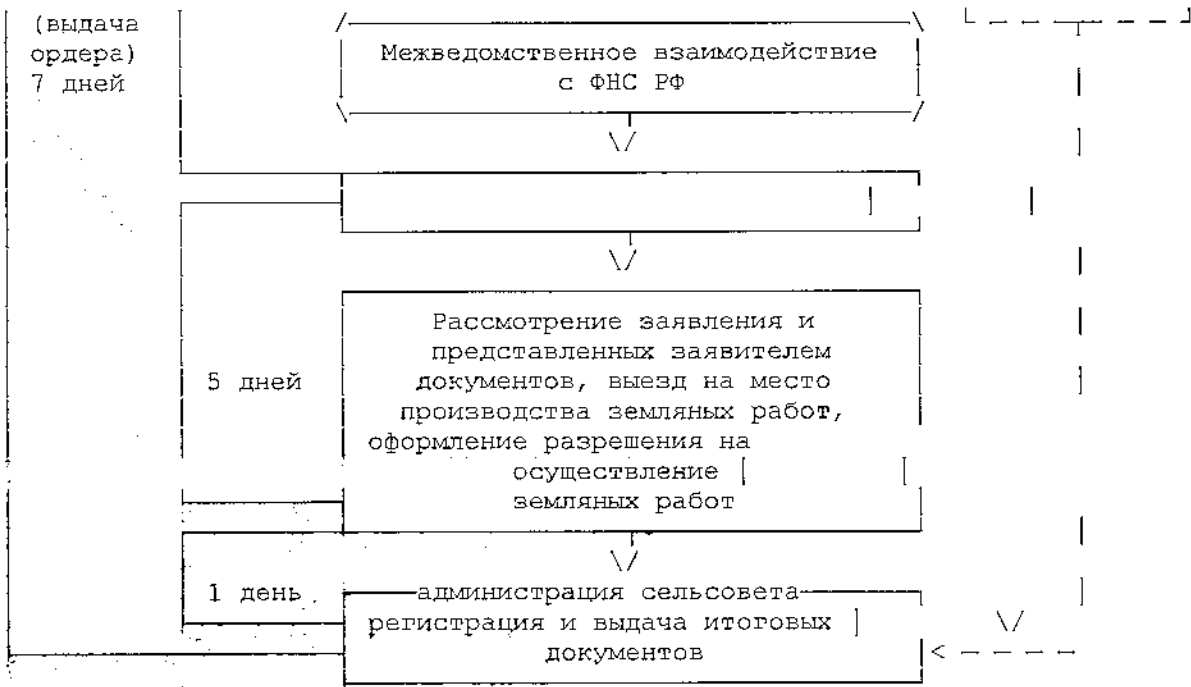 (выдача
ордера)
7 дней
Межведомственное взаимодействие
с ФНС РФ
5 дней
Рассмотрение заявления и
представленных заявителем
документов, выезд на место
производства земляных работ,
оформление разрешения на
осуществление
земляных работ
1 день
администрация сельсовета
регистрация и выдача итоговых
документов